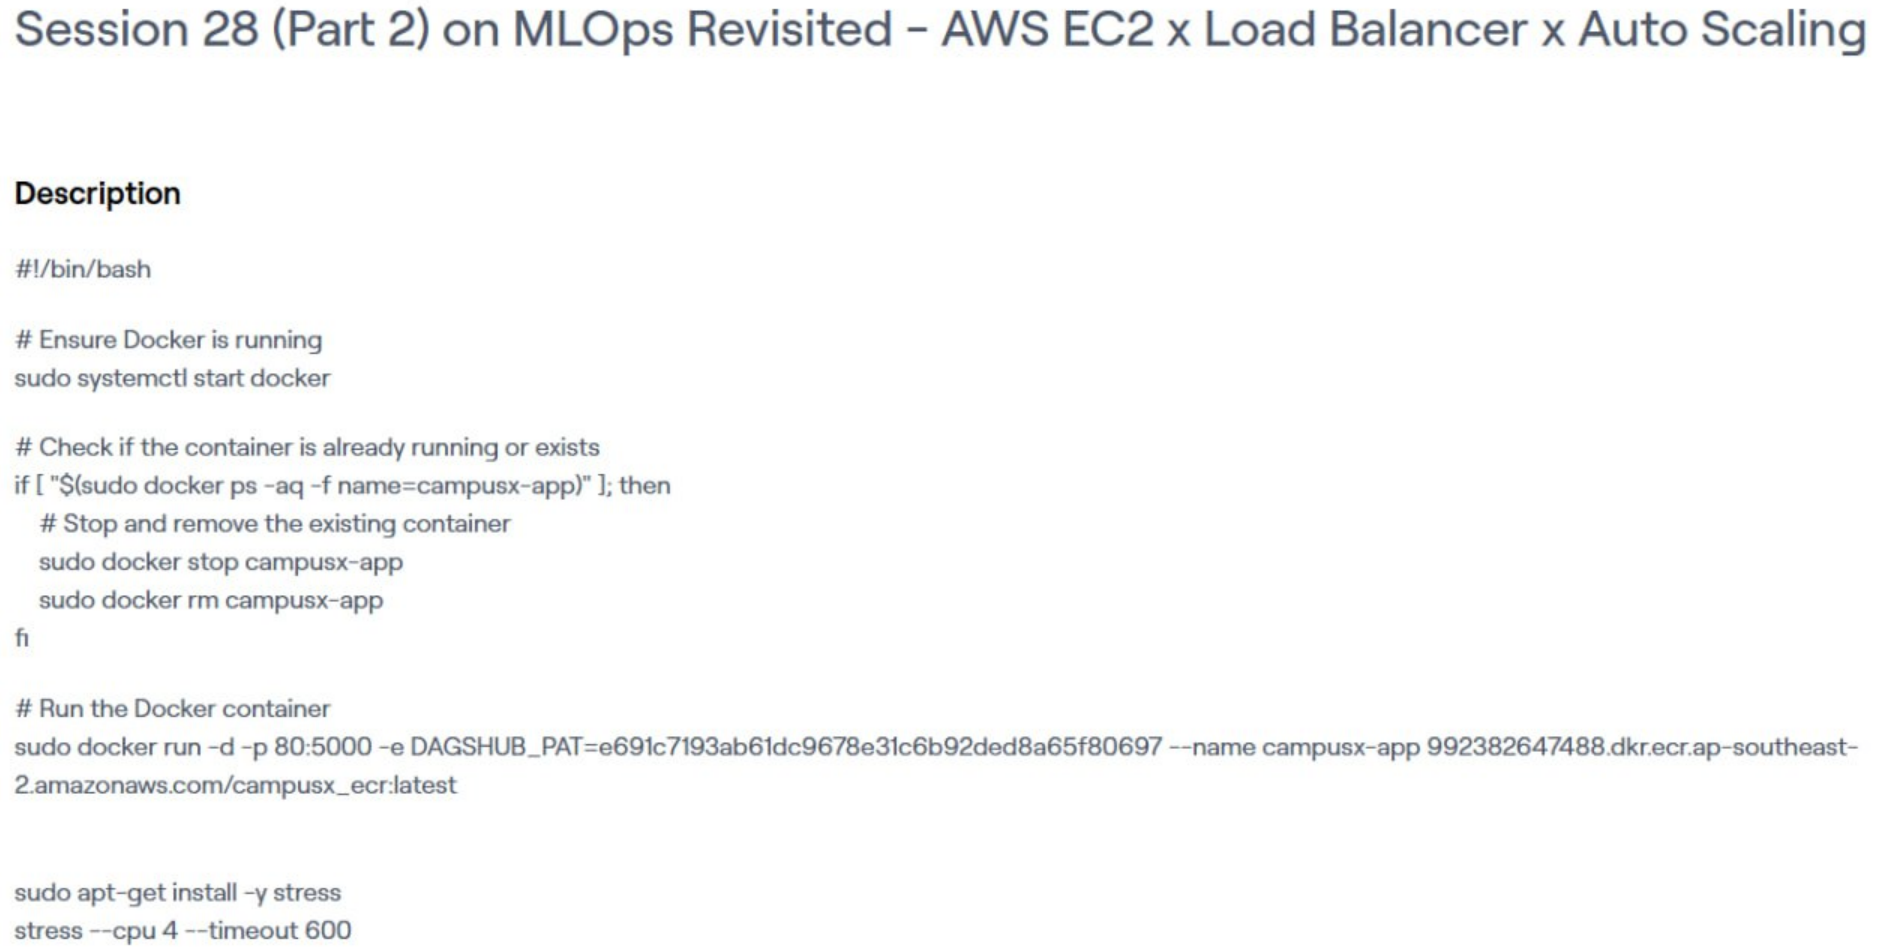 Session 28 (Part 2) on MLOps Revisited - AWS EC2 x Load Balancer x Auto Scaling
Description
#!/bin/bash
# Ensure Docker is running
sudo systemctl start docker
# Check if the container is already running or exists
if [ "$(sudo docker ps -aq -f name=campusx-app)" ]; then
# Stop and remove the existing container
sudo docker stop campusx-app
sudo docker rm campusx-app
fi
# Run the Docker container
sudo docker run -d -p 80:5000 -e DAGSHUB_PAT=e691c7193ab61dc9678e31c6b92ded8a65f80697 --name campusx-app 992382647488.dkr.ecr.ap-southeast-
2.amazonaws.com/campusx_ecr:latest
sudo apt-get install -y stress
stress --cpu 4 --timeout 600